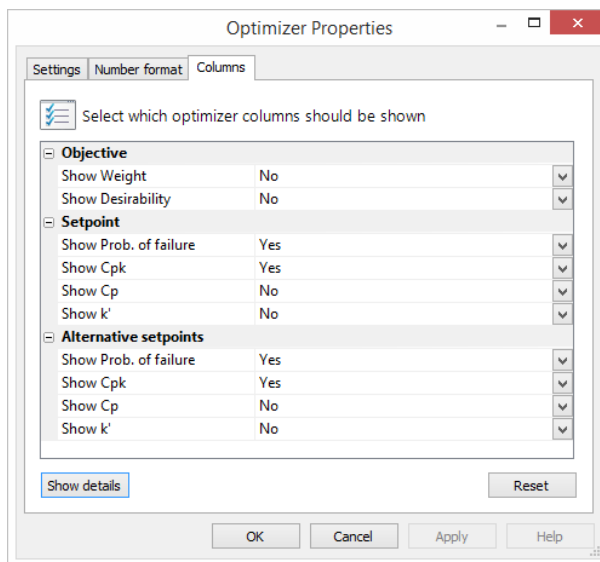 Optimizer Properties
Settings Number format Columns
Select which optimizer columns should be shown
Objective
Show Weight No
Show Desirability No
Setpoint
Show Prob. of failure Yes
Show Cpk Yes
Show Cp No
Show k' No
Alternative setpoints
Show Prob. of failure Yes
Show Cpk Yes
Show Cp No
Show k' No
Show details Reset
OK Cancel Apply Help